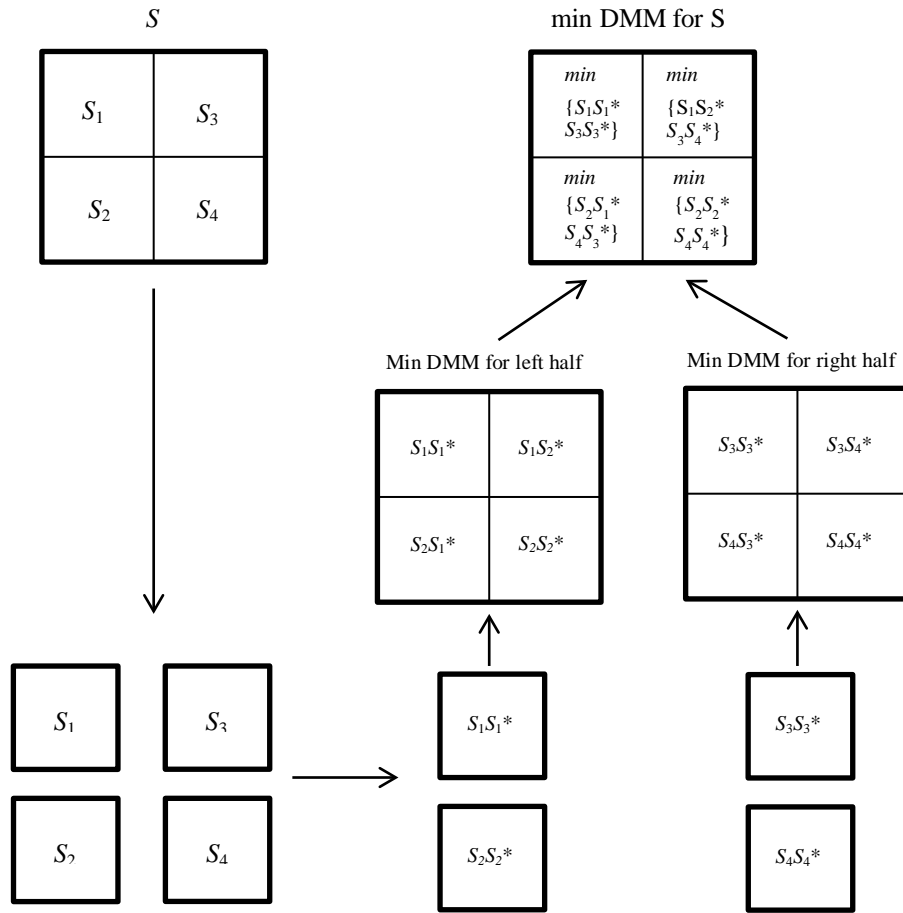 S
min DMM for S
S₁ S₃
S₂ S₄
min
{S₁S₁*
S₃S₃*}
min
{S₁S₂*
S₃S₄*}
min
{S₂S₁*
S₄S₃*}
min
{S₂S₂*
S₄S₄*}
Min DMM for left half
Min DMM for right half
S₁S₁* S₁S₂*
S₂S₁* S₂S₂*
S₃S₃* S₃S₄*
S₄S₃* S₄S₄*
S₁ S₃
S₂ S₄
S₁S₁*
S₂S₂*
S₃S₃*
S₄S₄*